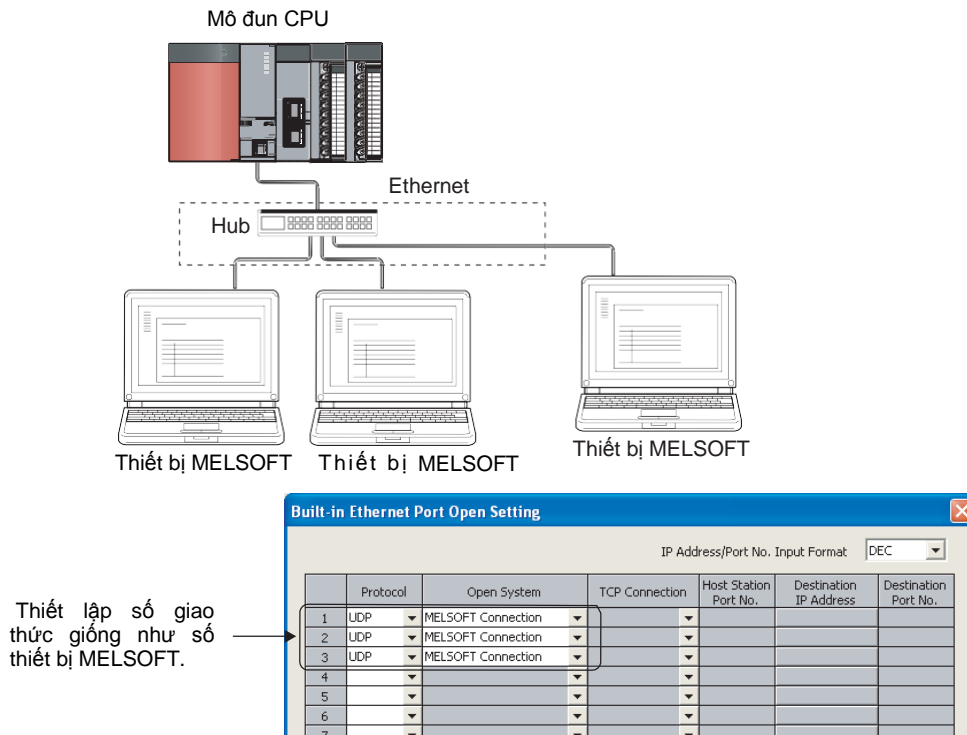 Mô đun CPU
Ethernet
Hub
Thiết bị MELSOFT
Thiết bị MELSOFT
Thiết bị MELSOFT
Built-in Ethernet Port Open Setting
IP Address/Port No. Input Format DEC
Protocol Open System TCP Connection Host Station Port No. Destination IP Address Destination Port No.
1 UDP MELSOFT Connection
2 UDP MELSOFT Connection
3 UDP MELSOFT Connection
4
5
6
7
Thiết lập số giao
thức giống như số
thiết bị MELSOFT.